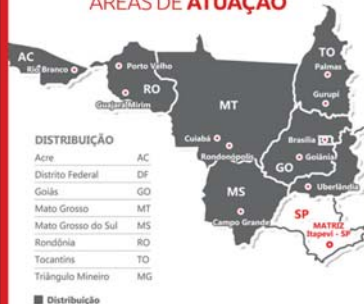 ÁREAS DE ATUAÇÃO
AC
Rio Branco
Porto Velho
RO
Guajará Mirim
TO
Palmas
Gurupi
MT
Cuiabá
Rondonópolis
Brasília DF
GO
Goiânia
Uberlândia
MS
Campo Grande
SP
MATRIZ
Itapevi - SP
DISTRIBUIÇÃO
Acre AC
Distrito Federal DF
Goiás GO
Mato Grosso MT
Mato Grosso do Sul MS
Rondônia RO
Tocantins TO
Triângulo Mineiro MG
Distribuição